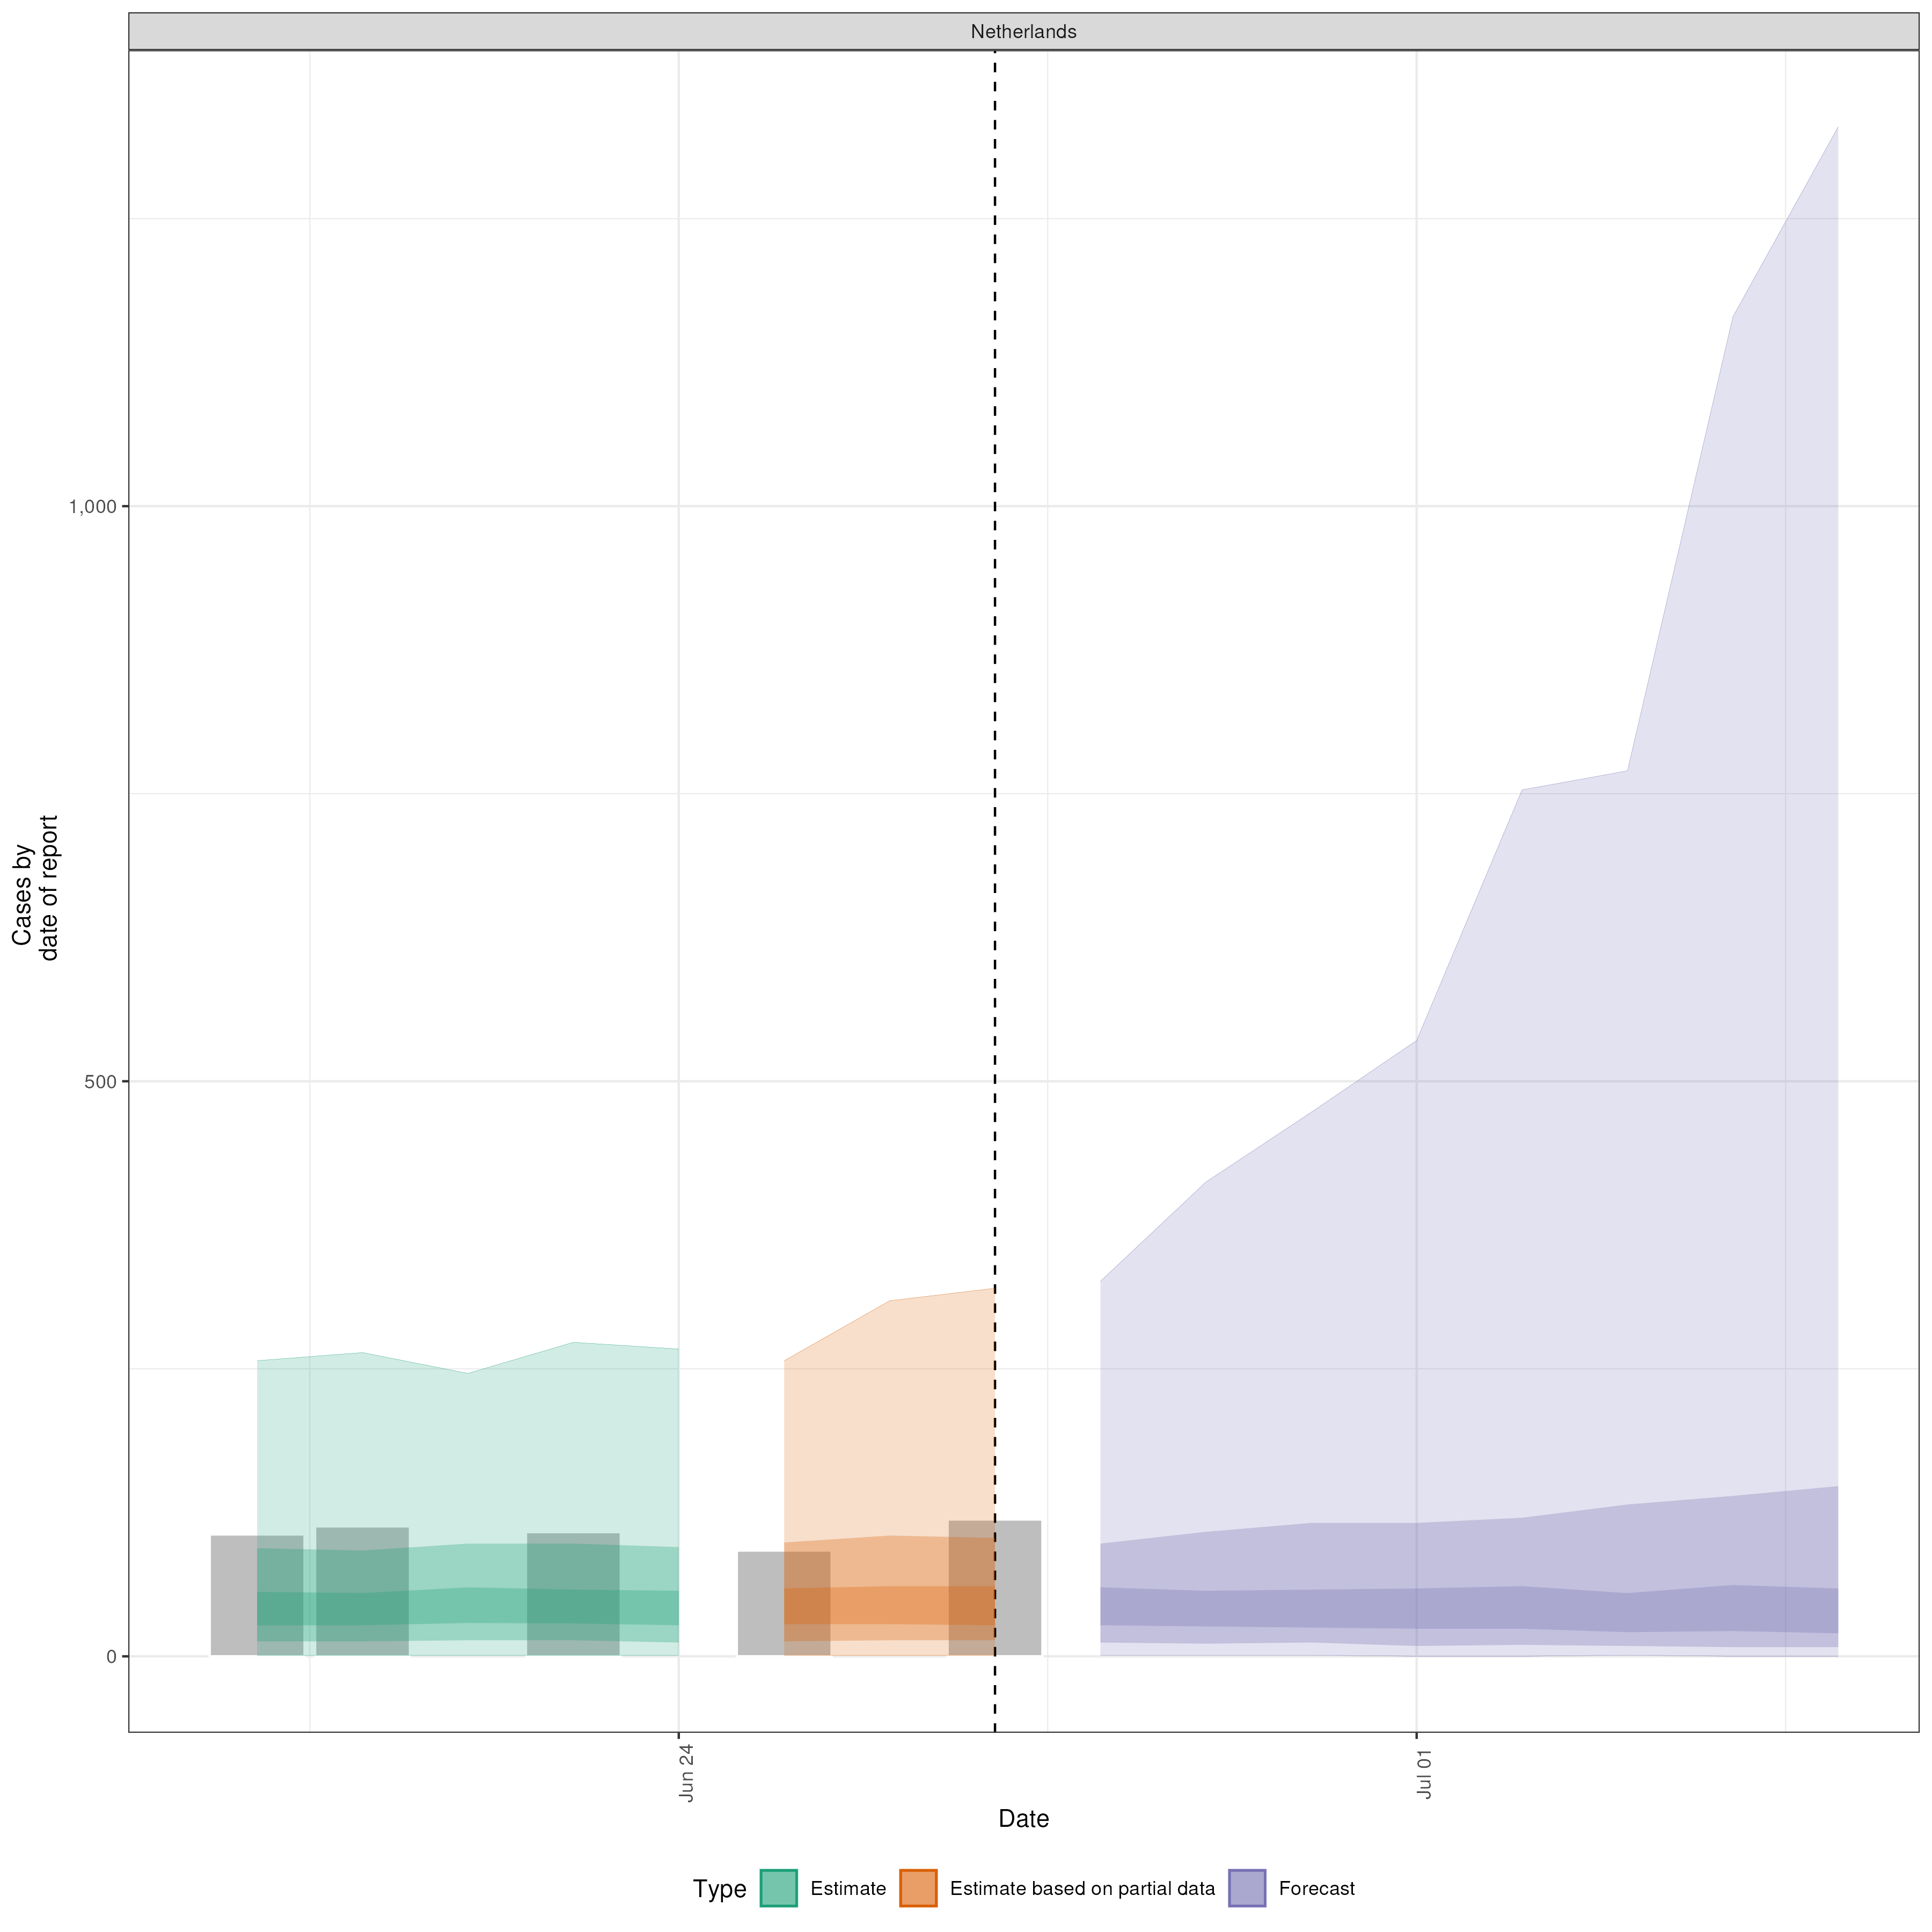 Netherlands
1,000
500
0
Cases by
date of report
Jun 24
Jul 01
Date
Type
Estimate
Estimate based on partial data
Forecast